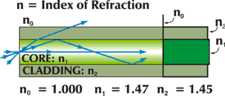 n = Index of Refraction
n₀
n₀
n₂
n₁
CORE: n₁
CLADDING: n₂
n₀ = 1.000 n₁ = 1.47 n₂ = 1.45